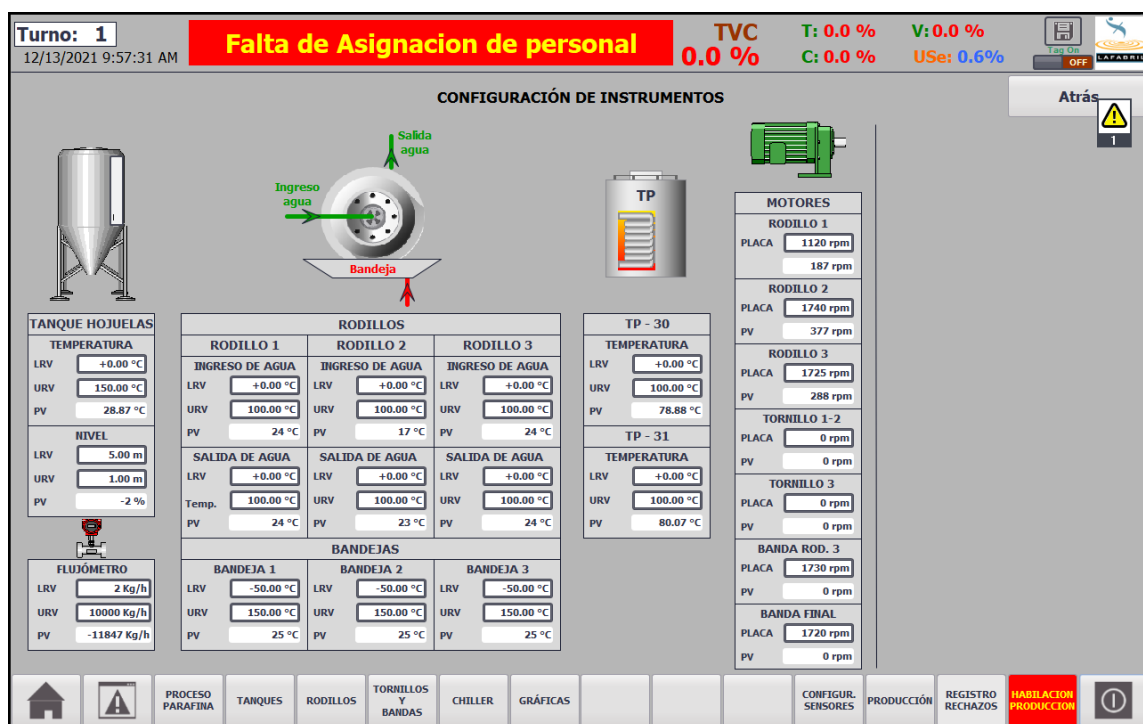 Turno: 1
12/13/2021 9:57:31 AM
Falta de Asignacion de personal
TVC
0.0 %
T: 0.0 %
V: 0.0 %
C: 0.0 %
USe: 0.6%
Tag On
OFF
LAFABRIL
CONFIGURACIÓN DE INSTRUMENTOS
Atrás
1
Salida
agua
Ingreso
agua
Bandeja
TP
TANQUE HOJUELAS
TEMPERATURA
LRV +0.00 °C
URV 150.00 °C
PV 28.87 °C
NIVEL
LRV 5.00 m
URV 1.00 m
PV -2 %
FLUJÓMETRO
LRV 2 Kg/h
URV 10000 Kg/h
PV -11847 Kg/h
RODILLOS
RODILLO 1 RODILLO 2 RODILLO 3
INGRESO DE AGUA INGRESO DE AGUA INGRESO DE AGUA
LRV +0.00 °C LRV +0.00 °C LRV +0.00 °C
URV 100.00 °C URV 100.00 °C URV 100.00 °C
PV 24 °C PV 17 °C PV 24 °C
SALIDA DE AGUA SALIDA DE AGUA SALIDA DE AGUA
LRV +0.00 °C LRV +0.00 °C LRV +0.00 °C
Temp. 100.00 °C URV 100.00 °C URV 100.00 °C
PV 24 °C PV 23 °C PV 24 °C
BANDEJAS
BANDEJA 1 BANDEJA 2 BANDEJA 3
LRV -50.00 °C LRV -50.00 °C LRV -50.00 °C
URV 150.00 °C URV 150.00 °C URV 150.00 °C
PV 25 °C PV 25 °C PV 25 °C
TP - 30
TEMPERATURA
LRV +0.00 °C
URV 100.00 °C
PV 78.88 °C
TP - 31
TEMPERATURA
LRV +0.00 °C
URV 100.00 °C
PV 80.07 °C
MOTORES
RODILLO 1
PLACA 1120 rpm
187 rpm
RODILLO 2
PLACA 1740 rpm
PV 377 rpm
RODILLO 3
PLACA 1725 rpm
PV 288 rpm
TORNILLO 1-2
PLACA 0 rpm
PV 0 rpm
TORNILLO 3
PLACA 0 rpm
PV 0 rpm
BANDA ROD. 3
PLACA 1730 rpm
PV 0 rpm
BANDA FINAL
PLACA 1720 rpm
PV 0 rpm
PROCESO
PARAFINA
TANQUES
RODILLOS
TORNILLOS
Y
BANDAS
CHILLER
GRÁFICAS
CONFIGUR.
SENSORES
PRODUCCIÓN
REGISTRO
RECHAZOS
HABILACION
PRODUCCION